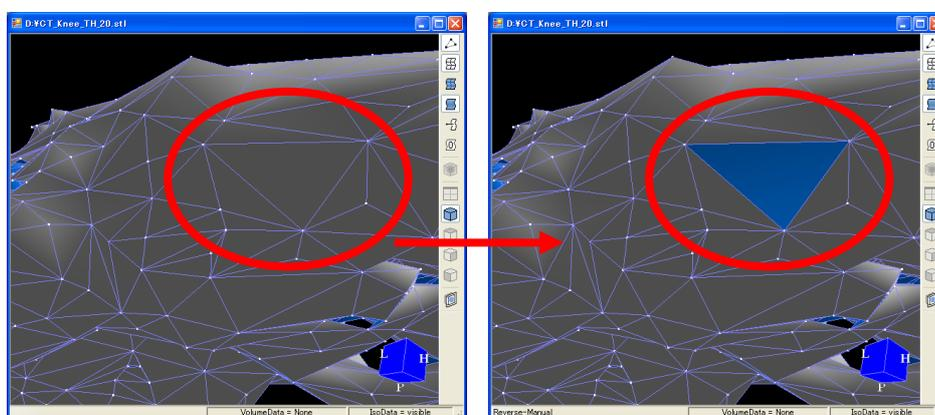 D:¥CT_Knee_TH_20.stl
L
H
P
VolumeData = None
IsoData = visible
D:¥CT_Knee_TH_20.stl
L
H
P
Reverse-Manual
VolumeData = None
IsoData = visible